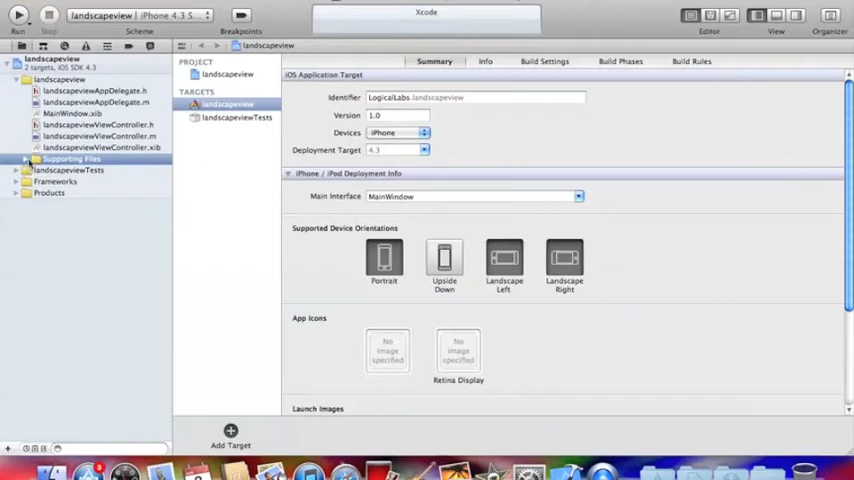 Xcode
landscapeview | iPhone 4.3 S...
Run
Stop
Scheme
Breakpoints
Editor
View
Organizer
landscapeview
landscapeview
2 targets, iOS SDK 4.3
landscapeview
landscapeviewAppDelegate.h
landscapeviewAppDelegate.m
MainWindow.xib
landscapeviewViewController.h
landscapeviewViewController.m
landscapeviewViewController.xib
Supporting Files
landscapeviewTests
Frameworks
Products
PROJECT
landscapeview
TARGETS
landscapeview
landscapeviewTests
Add Target
Summary
Info
Build Settings
Build Phases
Build Rules
iOS Application Target
Identifier LogicalLabs.landscapeview
Version 1.0
Devices iPhone
Deployment Target 4.3
iPhone / iPod Deployment Info
Main Interface MainWindow
Supported Device Orientations
Portrait
Upside
Down
Landscape
Left
Landscape
Right
App Icons
No
image
specified
No
image
specified
Retina Display
Launch Images
3